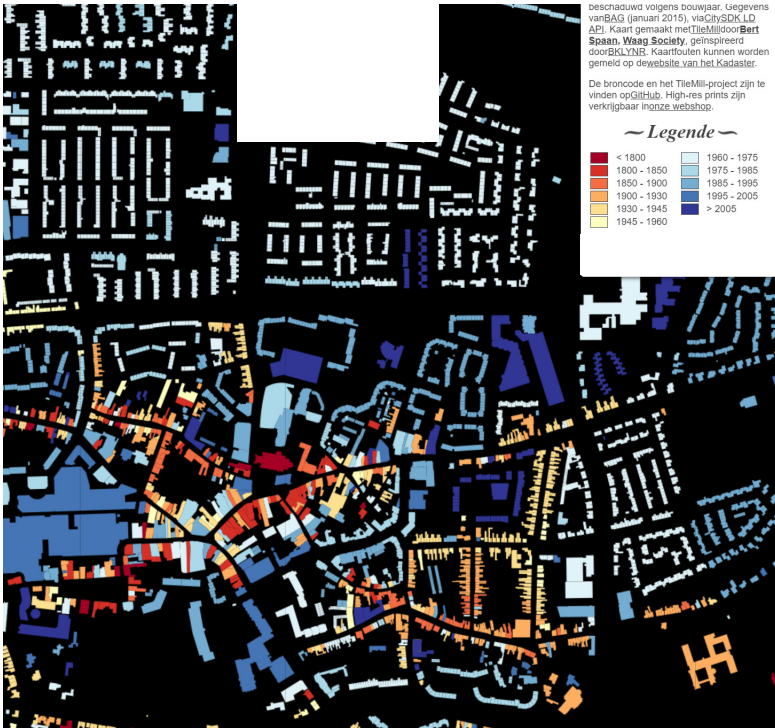 beschaduwd volgens bouwjaar. Gegevens
vanBAG (januari 2015), viaCitySDK LD
API. Kaart gemaakt metTileMilldoorBert
Spaan, Waag Society, geïnspireerd
doorBKLYNR. Kaartfouten kunnen worden
gemeld op dewebsite van het Kadaster.
De broncode en het TileMill-project zijn te
vinden opGitHub. High-res prints zijn
verkrijgbaar inonze webshop.
~ Legende ~
< 1800 1960 - 1975
1800 - 1850 1975 - 1985
1850 - 1900 1985 - 1995
1900 - 1930 1995 - 2005
1930 - 1945 > 2005
1945 - 1960